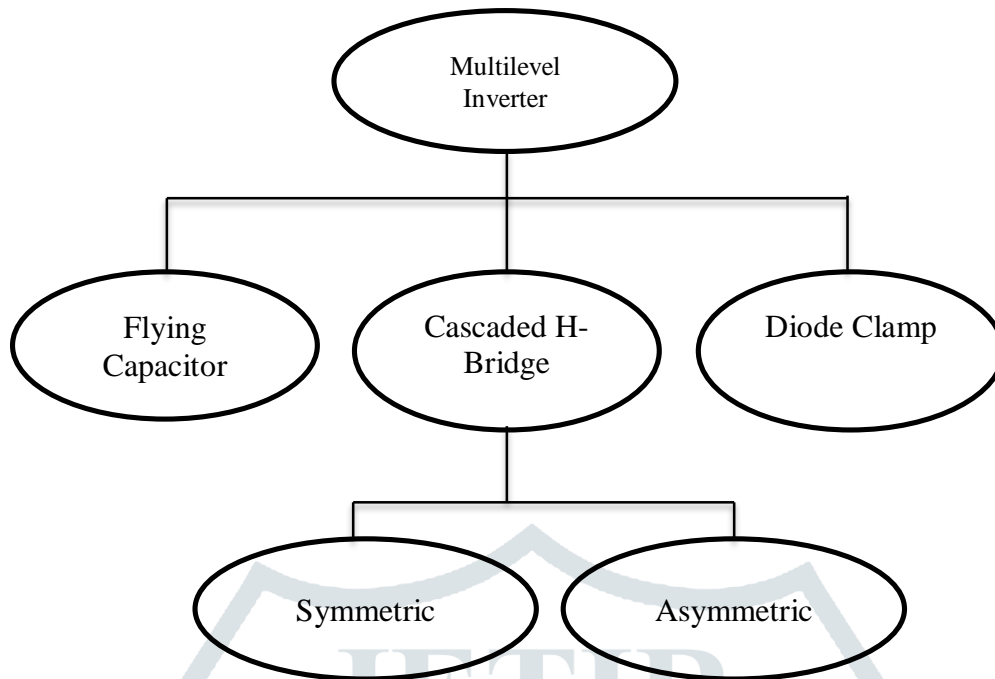 Multilevel
Inverter
Flying
Capacitor
Cascaded H-
Bridge
Diode Clamp
Symmetric
Asymmetric